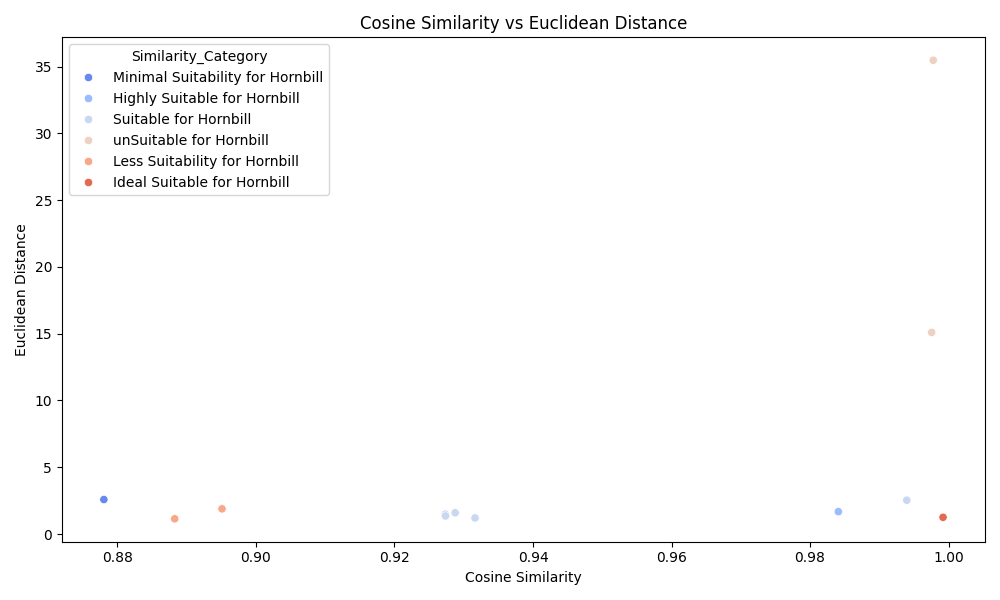 Cosine Similarity vs Euclidean Distance
Similarity_Category
Minimal Suitability for Hornbill
Highly Suitable for Hornbill
Suitable for Hornbill
unSuitable for Hornbill
Less Suitability for Hornbill
Ideal Suitable for Hornbill
Euclidean Distance
35
30
25
20
15
10
5
0
0.88 0.90 0.92 0.94 0.96 0.98 1.00
Cosine Similarity